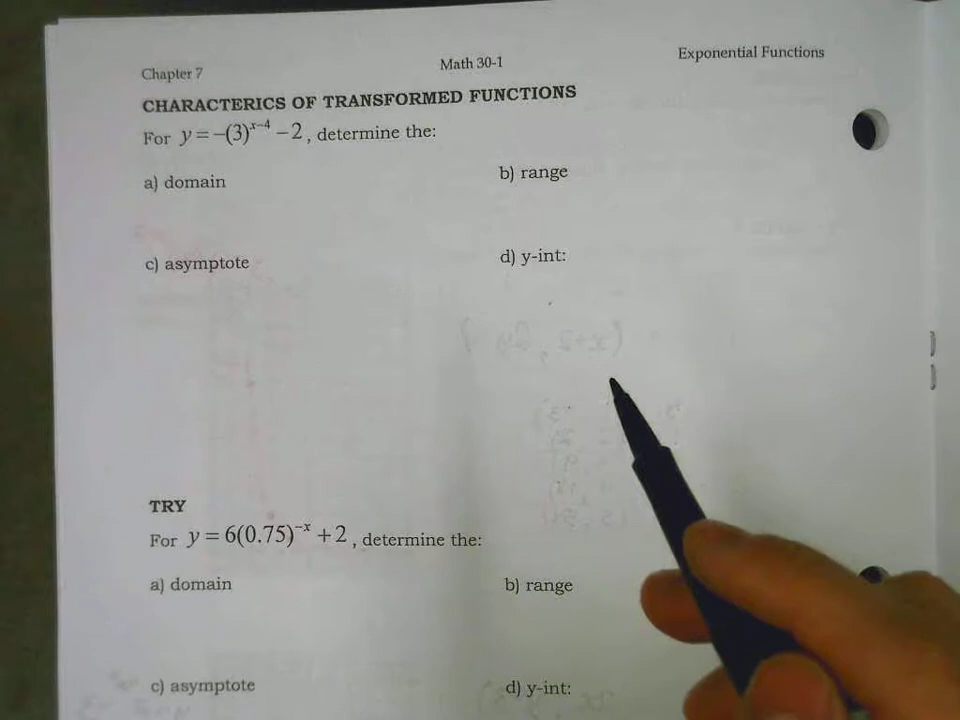 Chapter 7 Math 30-1 Exponential Functions
CHARACTERICS OF TRANSFORMED FUNCTIONS
For y = −(3)^{x−4} − 2, determine the:
a) domain b) range
c) asymptote d) y-int:
TRY
For y = 6(0.75)^{−x} + 2, determine the:
a) domain b) range
c) asymptote d) y-int: